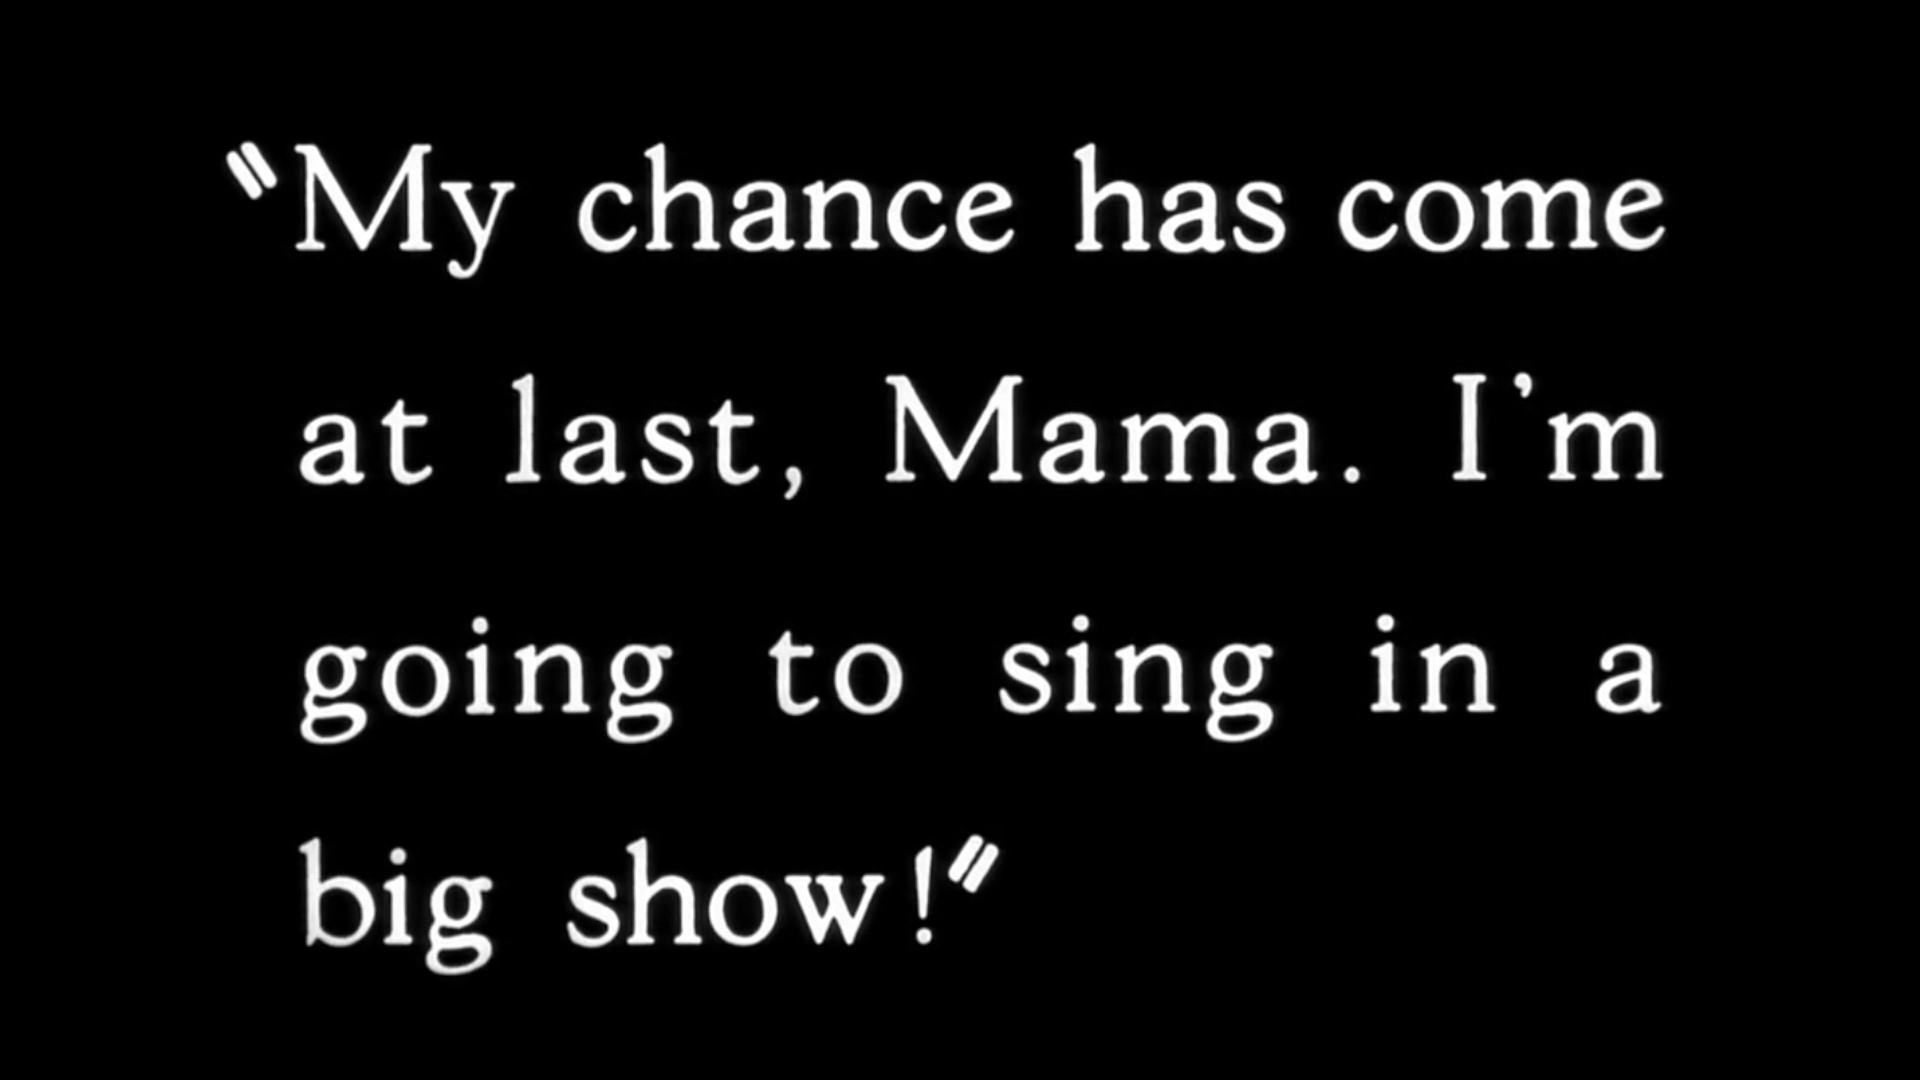 "My chance has come
at last, Mama. I'm
going to sing in a
big show!"